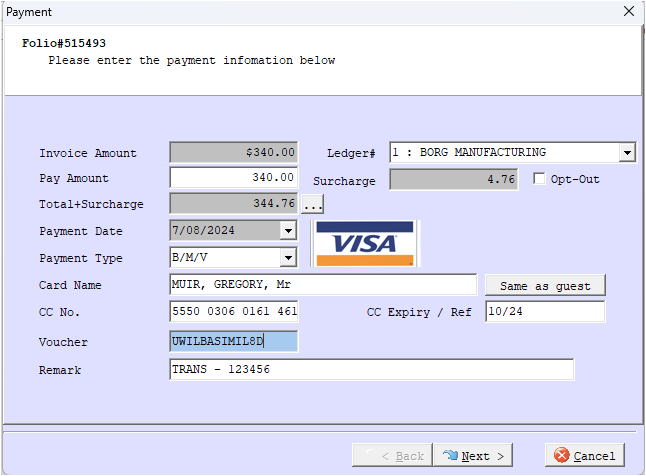 Payment
Folio#515493
Please enter the payment infomation below
Invoice Amount $340.00 Ledger# 1 : BORG MANUFACTURING
Pay Amount 340.00 Surcharge 4.76 Opt-Out
Total+Surcharge 344.76 ...
Payment Date 7/08/2024
Payment Type B/M/V VISA
Card Name MUIR, GREGORY, Mr Same as guest
CC No. 5550 0306 0161 461 CC Expiry / Ref 10/24
Voucher UWILBASIMIL8D
Remark TRANS - 123456
< Back Next > Cancel